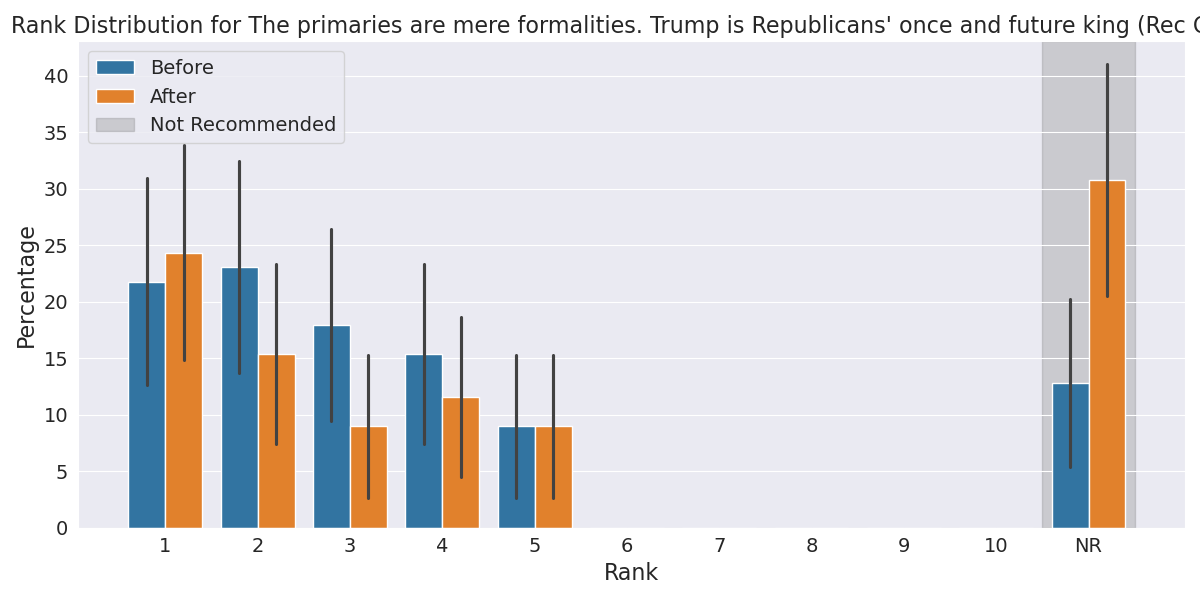 Rank Distribution for The primaries are mere formalities. Trump is Republicans' once and future king (Rec
Before
After
Not Recommended
Percentage
40
35
30
25
20
15
10
5
0
1 2 3 4 5 6 7 8 9 10 NR
Rank